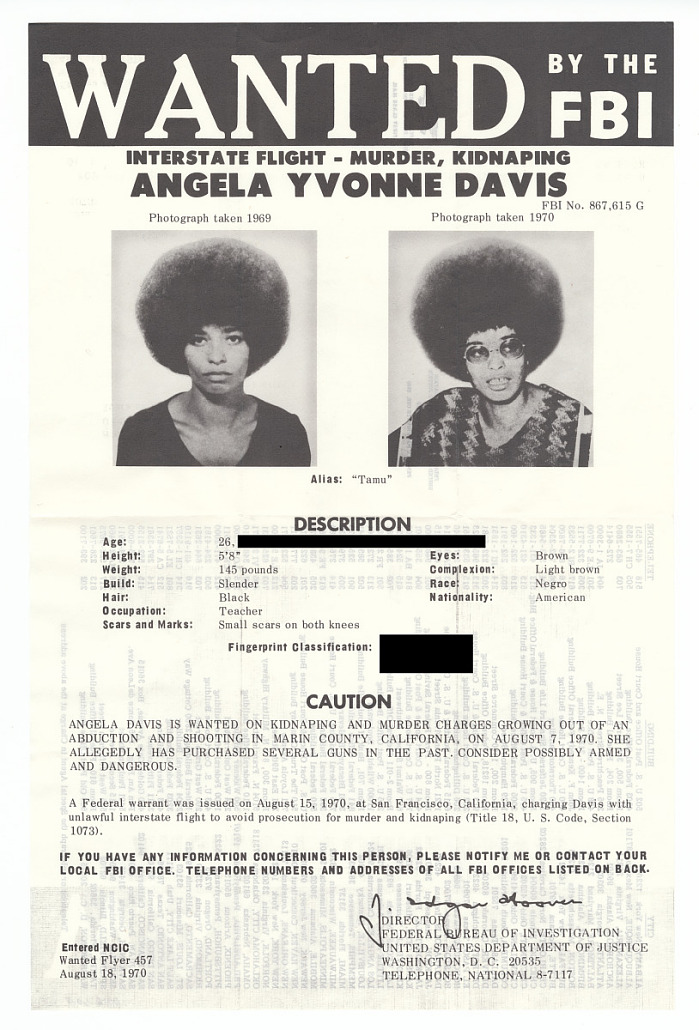 WANTED BY THE FBI
INTERSTATE FLIGHT - MURDER, KIDNAPING
ANGELA YVONNE DAVIS
FBI No. 867,615 G
Photograph taken 1969
Photograph taken 1970
Alias: "Tamu"
DESCRIPTION
Age: 26,
Height: 5'8" Eyes: Brown
Weight: 145 pounds Complexion: Light brown
Build: Slender Race: Negro
Hair: Black Nationality: American
Occupation: Teacher
Scars and Marks: Small scars on both knees
Fingerprint Classification:
CAUTION
ANGELA DAVIS IS WANTED ON KIDNAPING AND MURDER CHARGES GROWING OUT OF AN
ABDUCTION AND SHOOTING IN MARIN COUNTY, CALIFORNIA, ON AUGUST 7, 1970. SHE
ALLEGEDLY HAS PURCHASED SEVERAL GUNS IN THE PAST. CONSIDER POSSIBLY ARMED
AND DANGEROUS.
A Federal warrant was issued on August 15, 1970, at San Francisco, California, charging Davis with
unlawful interstate flight to avoid prosecution for murder and kidnaping (Title 18, U. S. Code, Section
1073).
IF YOU HAVE ANY INFORMATION CONCERNING THIS PERSON, PLEASE NOTIFY ME OR CONTACT YOUR
LOCAL FBI OFFICE. TELEPHONE NUMBERS AND ADDRESSES OF ALL FBI OFFICES LISTED ON BACK.
J. Edgar Hoover
DIRECTOR
FEDERAL BUREAU OF INVESTIGATION
UNITED STATES DEPARTMENT OF JUSTICE
WASHINGTON, D. C. 20535
TELEPHONE, NATIONAL 8-7117
Entered NCIC
Wanted Flyer 457
August 18, 1970